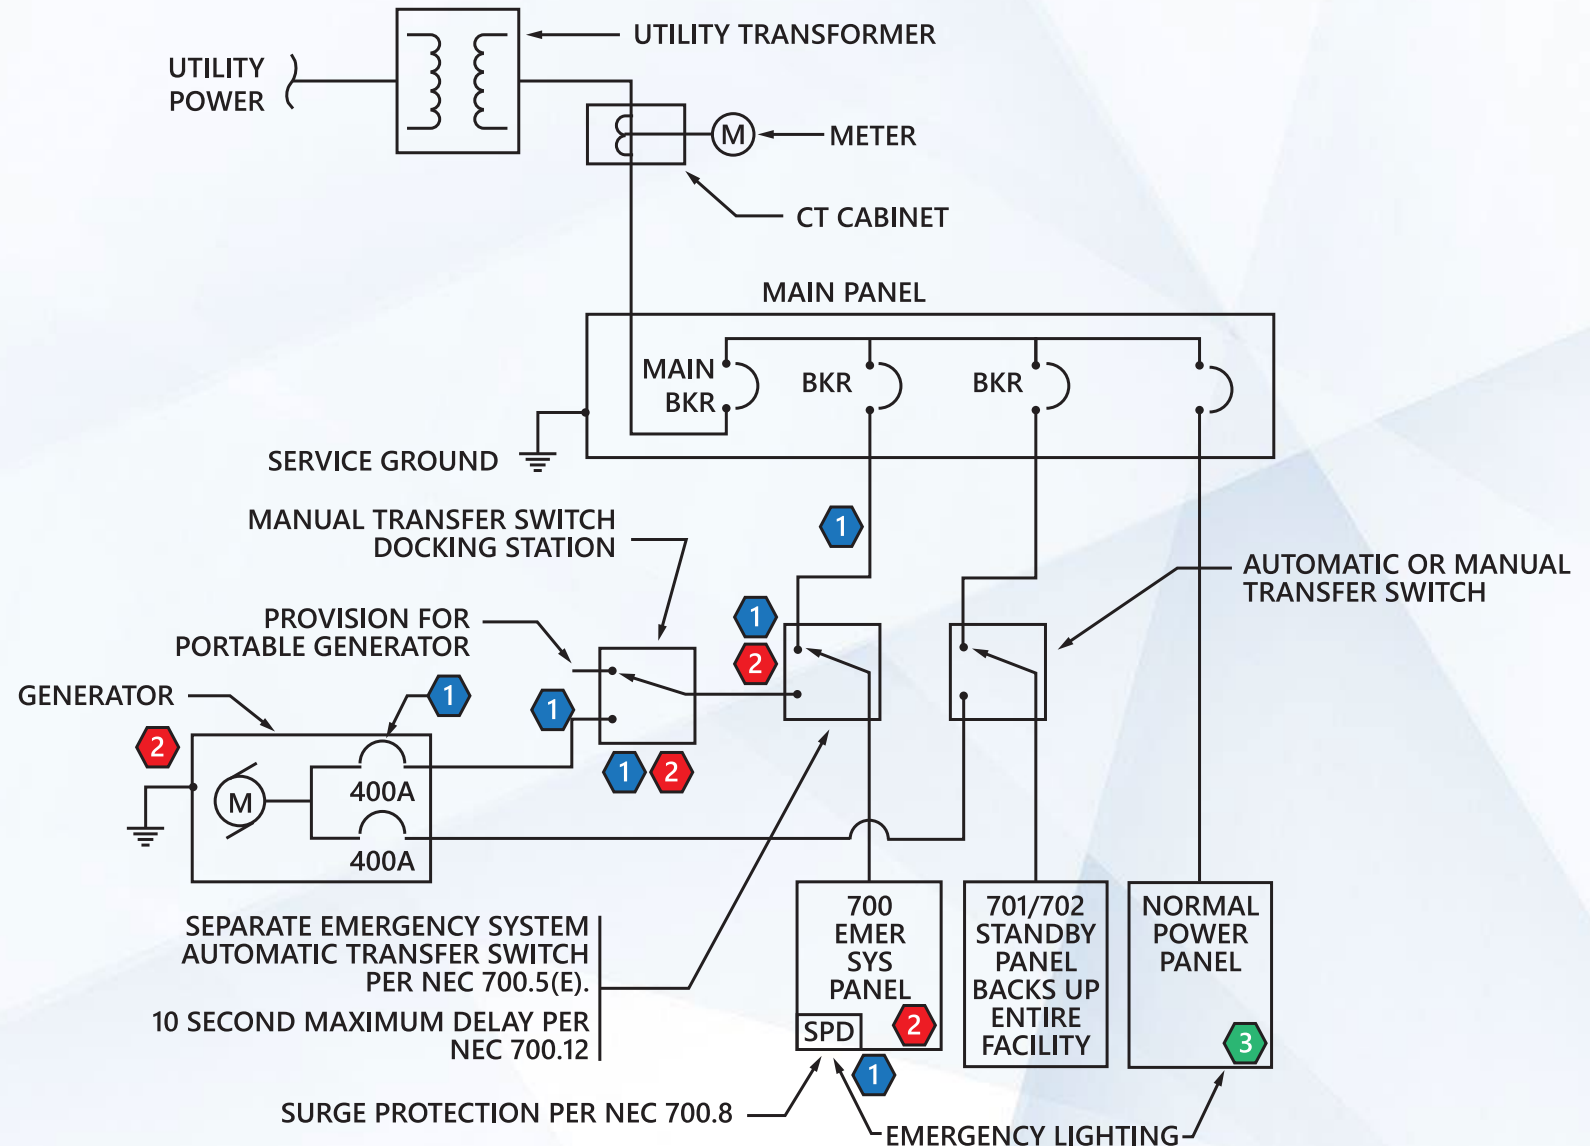 UTILITY TRANSFORMER
UTILITY
POWER
M
METER
CT CABINET
MAIN PANEL
MAIN
BKR
BKR
BKR
SERVICE GROUND
MANUAL TRANSFER SWITCH
DOCKING STATION
1
AUTOMATIC OR MANUAL
TRANSFER SWITCH
PROVISION FOR
PORTABLE GENERATOR
1
2
GENERATOR
1
1
2
1
2
M
400A
400A
SEPARATE EMERGENCY SYSTEM
AUTOMATIC TRANSFER SWITCH
PER NEC 700.5(E).
10 SECOND MAXIMUM DELAY PER
NEC 700.12
700
EMER
SYS
PANEL
SPD
2
1
701/702
STANDBY
PANEL
BACKS UP
ENTIRE
FACILITY
NORMAL
POWER
PANEL
3
SURGE PROTECTION PER NEC 700.8
EMERGENCY LIGHTING